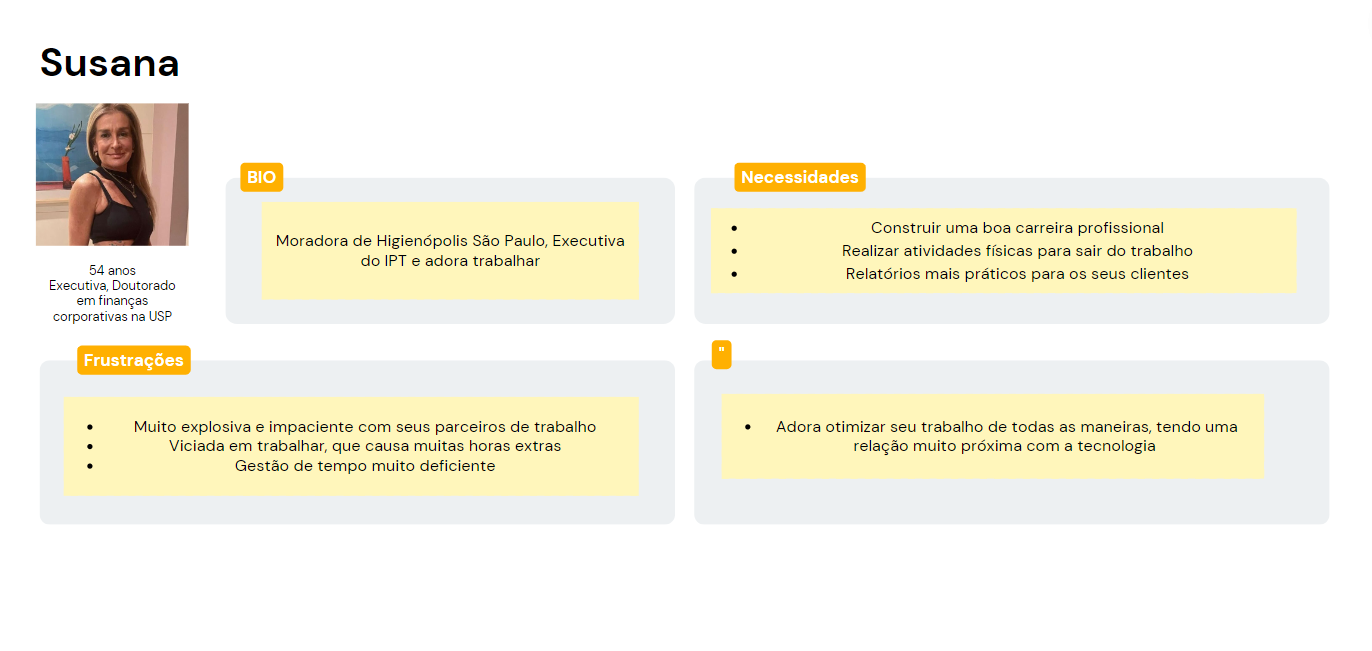 Susana
54 anos
Executiva, Doutorado
em finanças
corporativas na USP
BIO
Moradora de Higienópolis São Paulo, Executiva
do IPT e adora trabalhar
Necessidades
• Construir uma boa carreira profissional
• Realizar atividades físicas para sair do trabalho
• Relatórios mais práticos para os seus clientes
Frustrações
• Muito explosiva e impaciente com seus parceiros de trabalho
• Viciada em trabalhar, que causa muitas horas extras
• Gestão de tempo muito deficiente
"
• Adora otimizar seu trabalho de todas as maneiras, tendo uma
relação muito próxima com a tecnologia